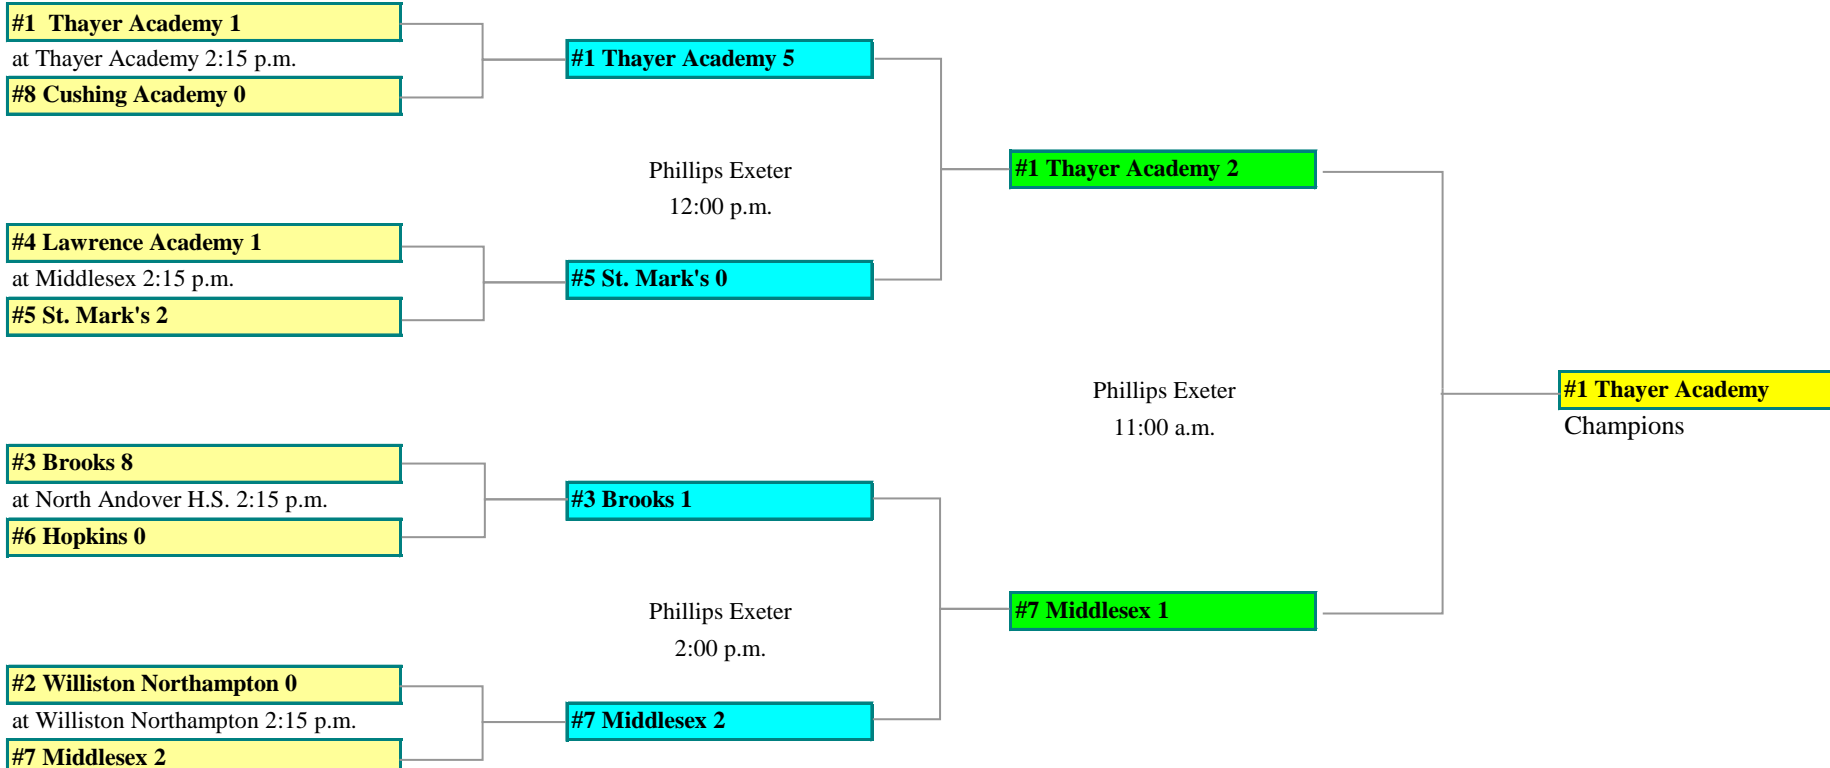 #1  Thayer Academy 1
at Thayer Academy 2:15 p.m.
#8 Cushing Academy 0
#4 Lawrence Academy 1
at Middlesex 2:15 p.m.
#5 St. Mark's 2
#3 Brooks 8
at North Andover H.S. 2:15 p.m.
#6 Hopkins 0
#2 Williston Northampton 0
at Williston Northampton 2:15 p.m.
#7 Middlesex 2
#1 Thayer Academy 5
Phillips Exeter
12:00 p.m.
#5 St. Mark's 0
#3 Brooks 1
Phillips Exeter
2:00 p.m.
#7 Middlesex 2
#1 Thayer Academy 2
Phillips Exeter
11:00 a.m.
#7 Middlesex 1
#1 Thayer Academy
Champions